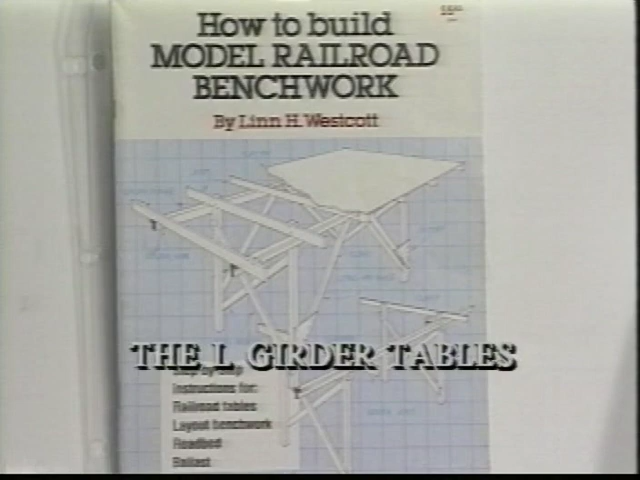 How to build
MODEL RAILROAD
BENCHWORK
By Linn H. Westcott
THE L GIRDER TABLES
Instructions for:
Railroad tables
Layout benchwork
Roadbed
Ballast